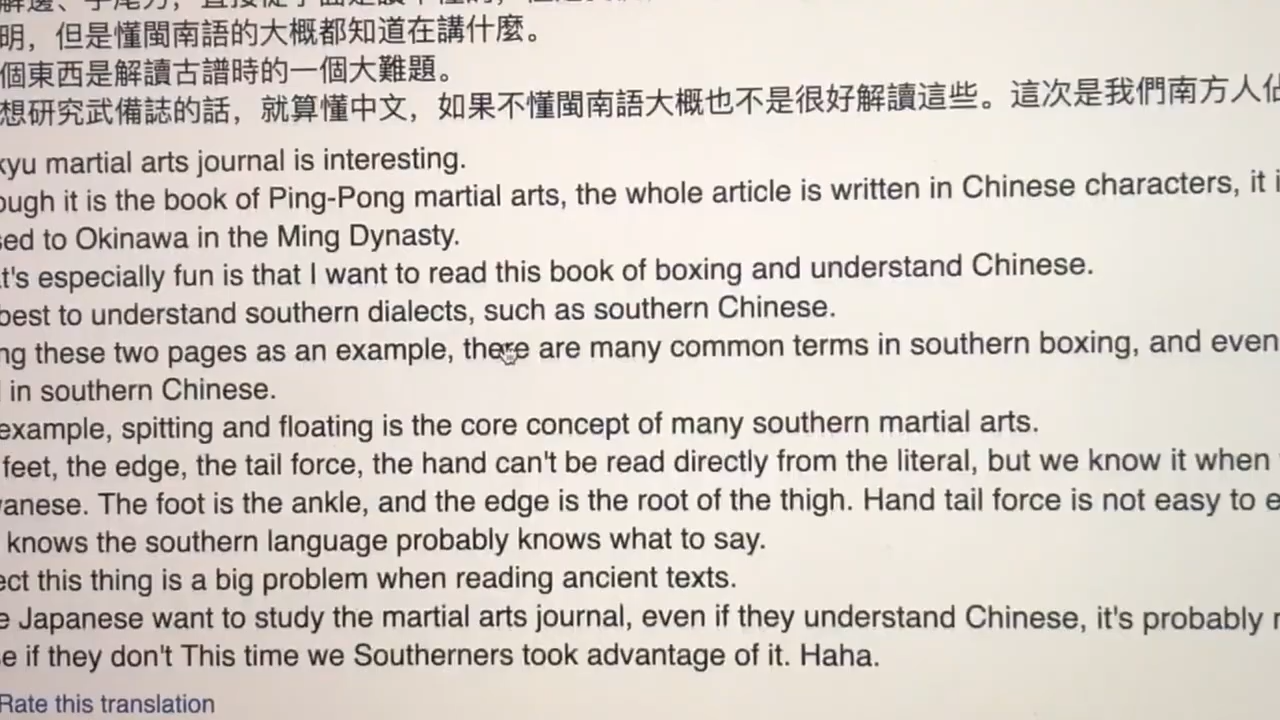 明，但是懂閩南語的大概都知道在講什麼。
個東西是解讀古譜時的一個大難題。
想研究武備誌的話，就算懂中文，如果不懂閩南語大概也不是很好解讀這些。這次是我們南方人佔
kyu martial arts journal is interesting.
ough it is the book of Ping-Pong martial arts, the whole article is written in Chinese characters, it i
sed to Okinawa in the Ming Dynasty.
t's especially fun is that I want to read this book of boxing and understand Chinese.
best to understand southern dialects, such as southern Chinese.
ng these two pages as an example, there are many common terms in southern boxing, and even
in southern Chinese.
example, spitting and floating is the core concept of many southern martial arts.
feet, the edge, the tail force, the hand can't be read directly from the literal, but we know it when
anese. The foot is the ankle, and the edge is the root of the thigh. Hand tail force is not easy to e
knows the southern language probably knows what to say.
ect this thing is a big problem when reading ancient texts.
e Japanese want to study the martial arts journal, even if they understand Chinese, it's probably
e if they don't This time we Southerners took advantage of it. Haha.
Rate this translation